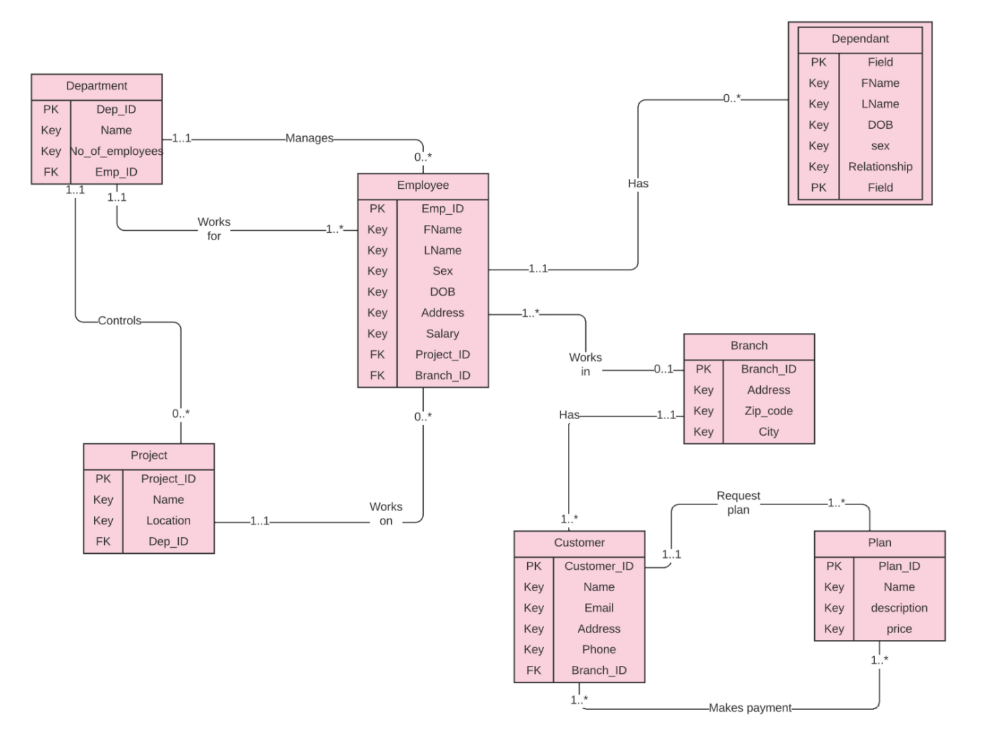 Department
PK Dep_ID
Key Name
Key No_of_employees
FK Emp_ID
1..1
Manages
0..*
1..1
Works
for
1..*
1..1
Controls
0..*
Employee
PK Emp_ID
Key FName
Key LName
Key Sex
Key DOB
Key Address
Key Salary
FK Project_ID
FK Branch_ID
Dependant
PK Field
Key FName
Key LName
Key DOB
Key sex
Key Relationship
PK Field
0..*
Has
1..1
1..*
Works
in
0..1
Branch
PK Branch_ID
Key Address
Key Zip_code
Key City
Has
1..1
1..*
Project
PK Project_ID
Key Name
Key Location
FK Dep_ID
1..1
Works
on
0..*
Customer
PK Customer_ID
Key Name
Key Email
Key Address
Key Phone
FK Branch_ID
1..1
Request
plan
1..*
Plan
PK Plan_ID
Key Name
Key description
Key price
1..*
Makes payment
1..*